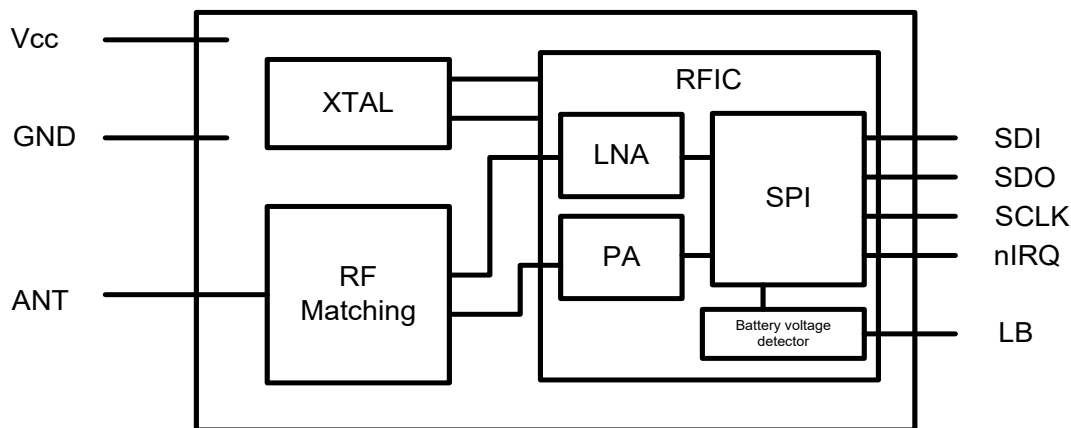 Vcc
GND
ANT
XTAL
RF
Matching
RFIC
LNA
PA
SPI
Battery voltage
detector
SDI
SDO
SCLK
nIRQ
LB